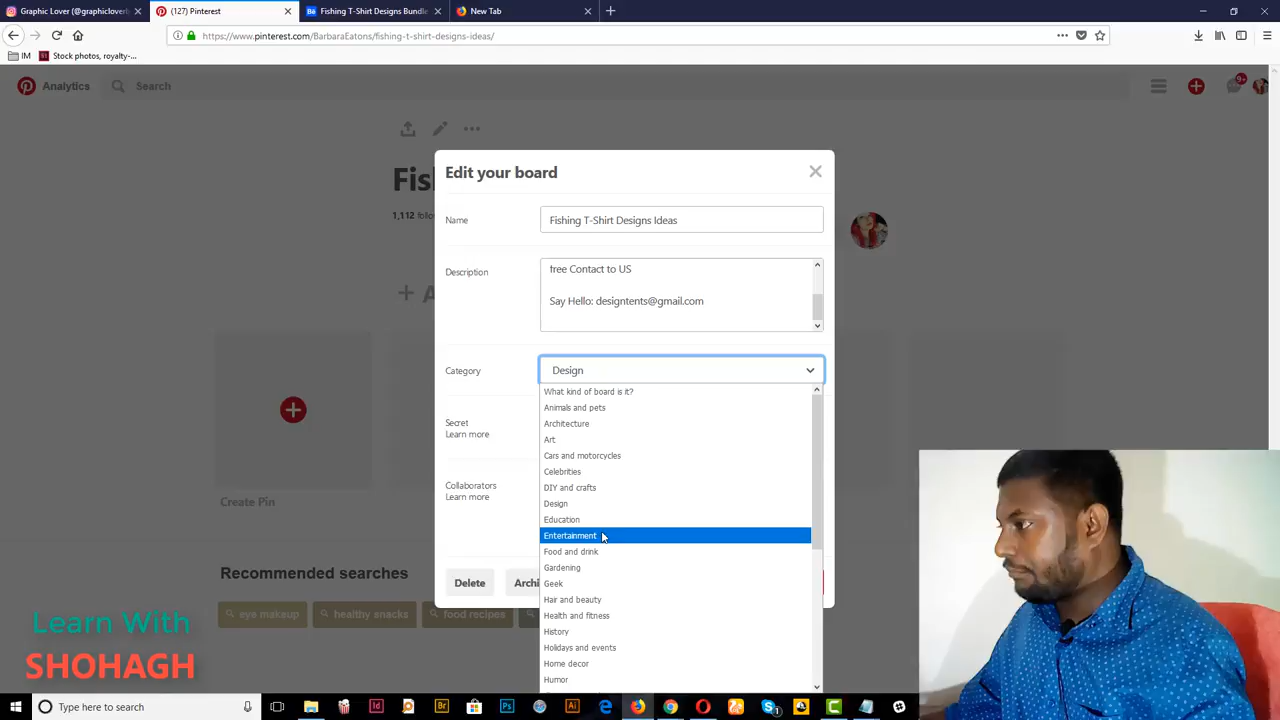 Graphic Lover (@graphiclover
(127) Pinterest
Fishing T-Shirt Designs Bundle
New Tab
https://www.pinterest.com/BarbaraEatons/fishing-t-shirt-designs-ideas/
IM
Stock photos, royalty-...
Analytics
Search
9+
Fis
1,112 follo
Edit your board
Name
Fishing T-Shirt Designs Ideas
Description
free Contact to US
Say Hello: designtents@gmail.com
Category
Design
What kind of board is it?
Animals and pets
Architecture
Art
Cars and motorcycles
Celebrities
DIY and crafts
Design
Education
Entertainment
Food and drink
Gardening
Geek
Hair and beauty
Health and fitness
History
Holidays and events
Home decor
Humor
Secret
Learn more
Collaborators
Learn more
Delete
Archi
Create Pin
Recommended searches
eye makeup
healthy snacks
food recipes
Learn With
SHOHAGH
Type here to search